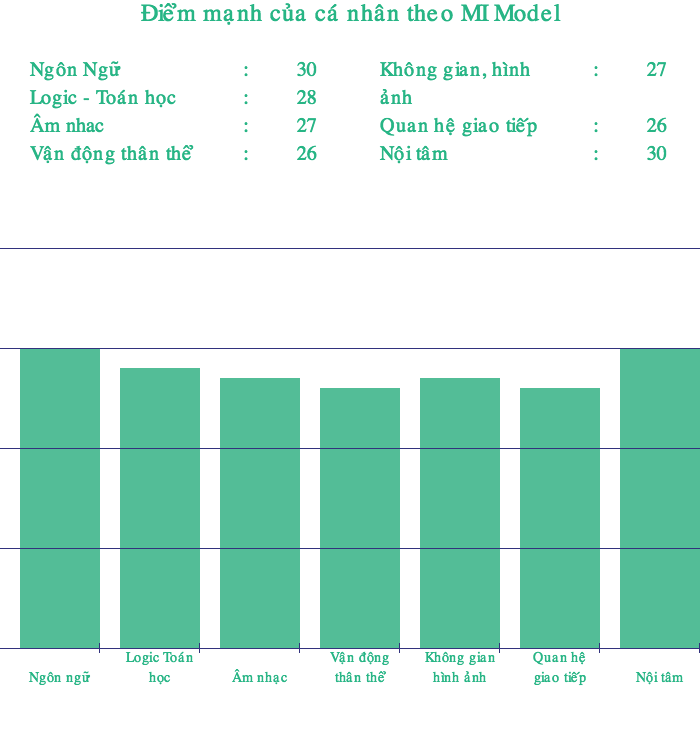 Điểm mạnh của cá nhân theo MI Model
Ngôn Ngữ : 30
Logic - Toán học : 28
Âm nhac : 27
Vận động thân thể : 26
Không gian, hình : 27
ảnh
Quan hệ giao tiếp : 26
Nội tâm : 30
Ngôn ngữ
Logic Toán
học
Âm nhạc
Vận động
thân thể
Không gian
hình ảnh
Quan hệ
giao tiếp
Nội tâm